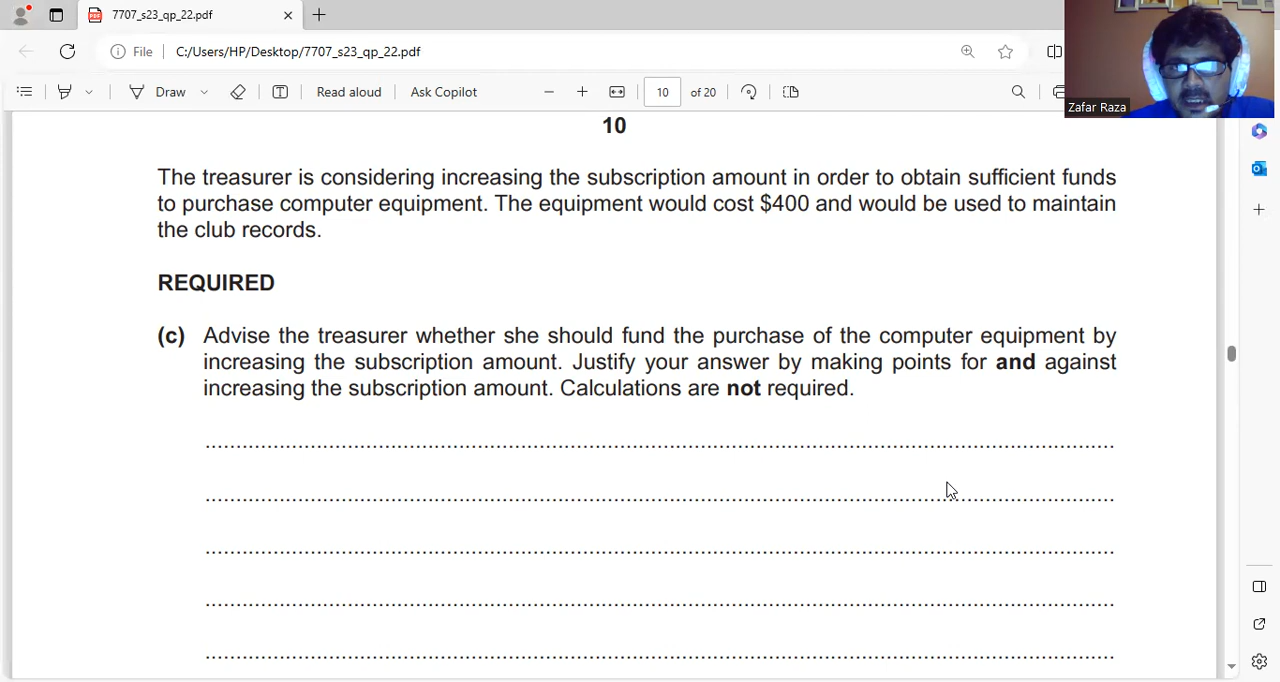 7707_s23_qp_22.pdf
File C:/Users/HP/Desktop/7707_s23_qp_22.pdf
Draw Read aloud Ask Copilot 10 of 20
Zafar Raza
10
The treasurer is considering increasing the subscription amount in order to obtain sufficient funds
to purchase computer equipment. The equipment would cost $400 and would be used to maintain
the club records.
REQUIRED
(c) Advise the treasurer whether she should fund the purchase of the computer equipment by
increasing the subscription amount. Justify your answer by making points for and against
increasing the subscription amount. Calculations are not required.